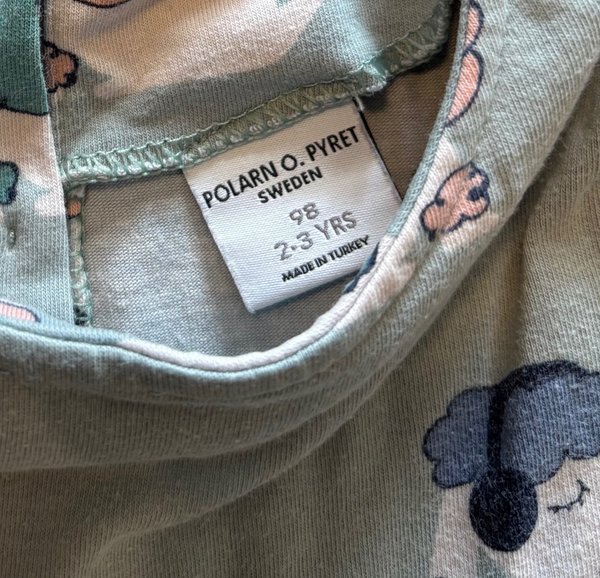 POLARN O. PYRET
SWEDEN
98
2-3 YRS
MADE IN TURKEY